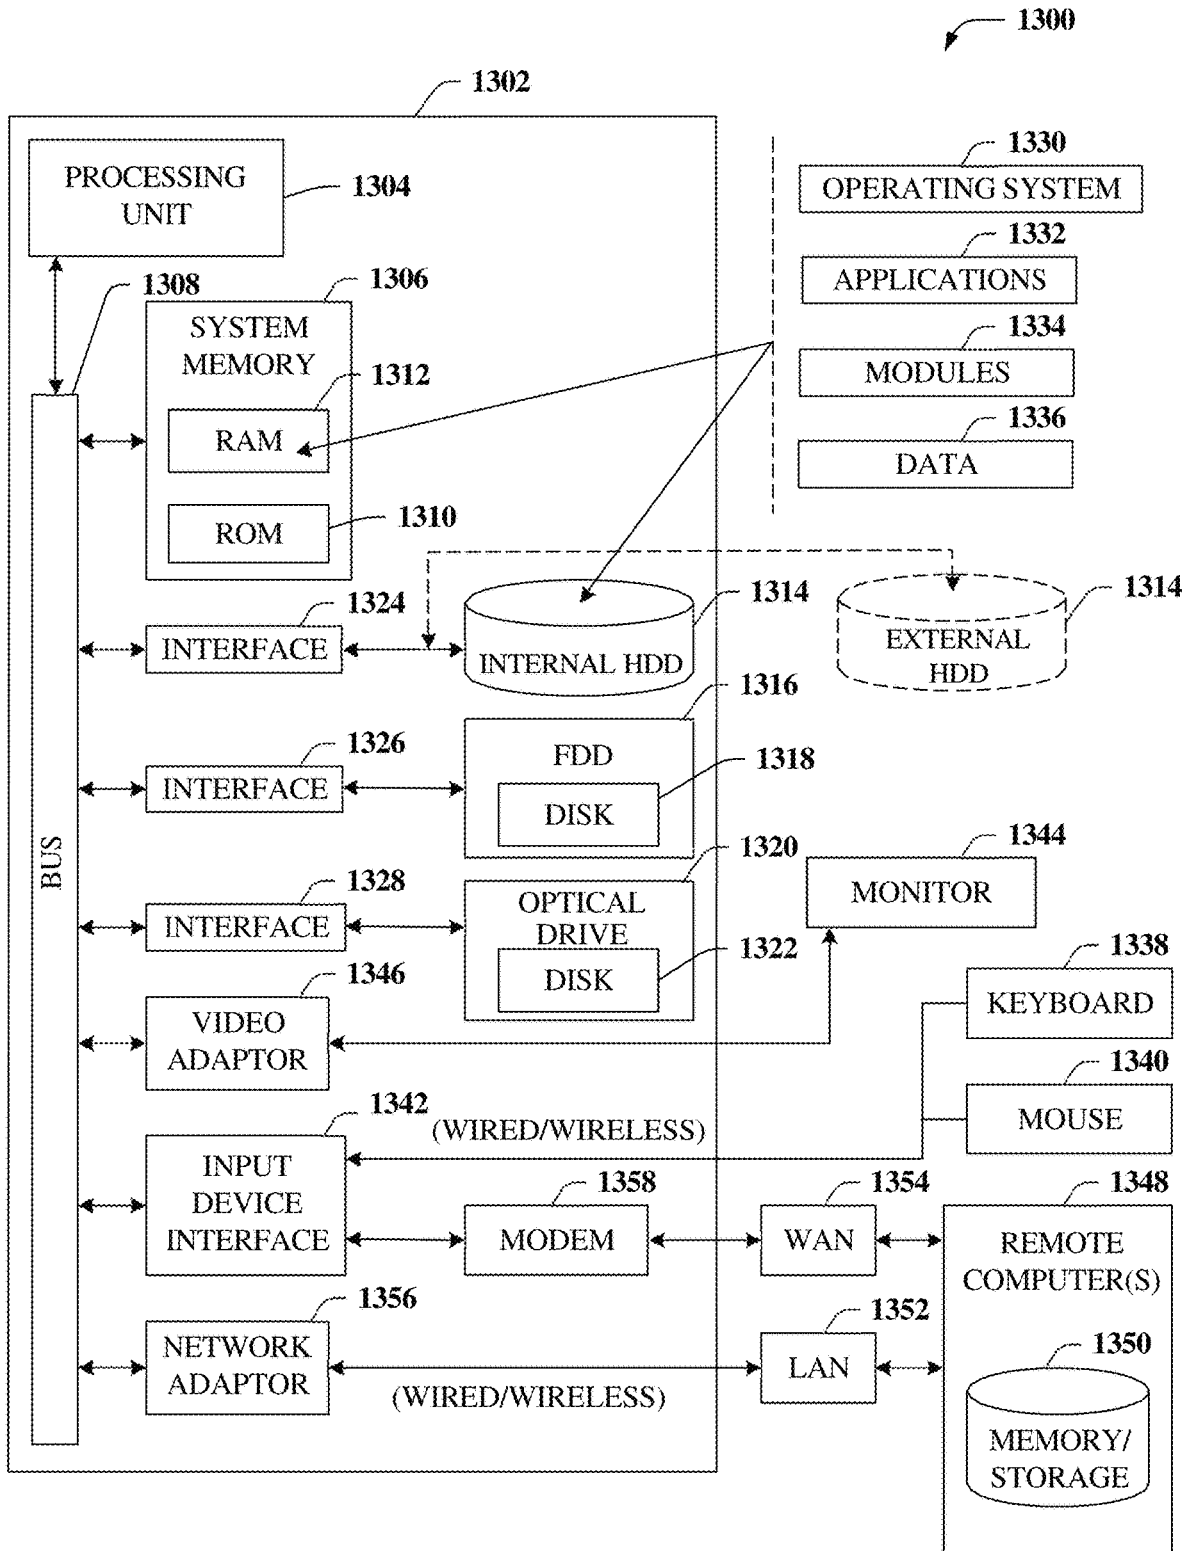 1300
1302
PROCESSING
UNIT
1304
1330
OPERATING SYSTEM
1332
APPLICATIONS
1334
MODULES
1336
DATA
1308
1306
SYSTEM
MEMORY
1312
RAM
1310
ROM
BUS
1324
INTERFACE
1314
INTERNAL HDD
1314
EXTERNAL
HDD
1316
FDD
1326
INTERFACE
1318
DISK
1320
OPTICAL
DRIVE
1328
INTERFACE
1322
DISK
1344
MONITOR
1346
VIDEO
ADAPTOR
1338
KEYBOARD
1340
MOUSE
1342
(WIRED/WIRELESS)
INPUT
DEVICE
INTERFACE
1358
MODEM
1354
WAN
1348
REMOTE
COMPUTER(S)
1356
NETWORK
ADAPTOR
(WIRED/WIRELESS)
1352
LAN
1350
MEMORY/
STORAGE